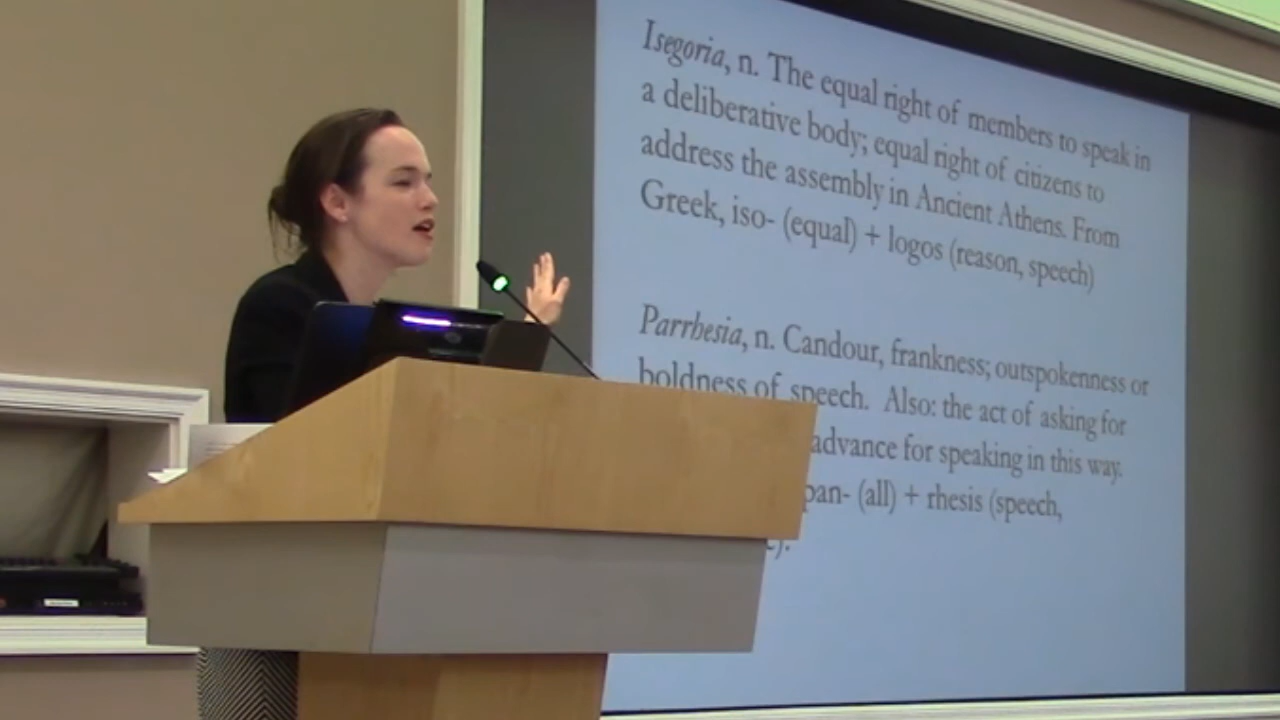 Isegoria, n. The equal right of members to speak in
a deliberative body; equal right of citizens to
address the assembly in Ancient Athens. From
Greek, iso- (equal) + logos (reason, speech)
Parrhesia, n. Candour, frankness; outspokenness or
boldness of speech. Also: the act of asking for
advance for speaking in this way.
pan- (all) + rhesis (speech,